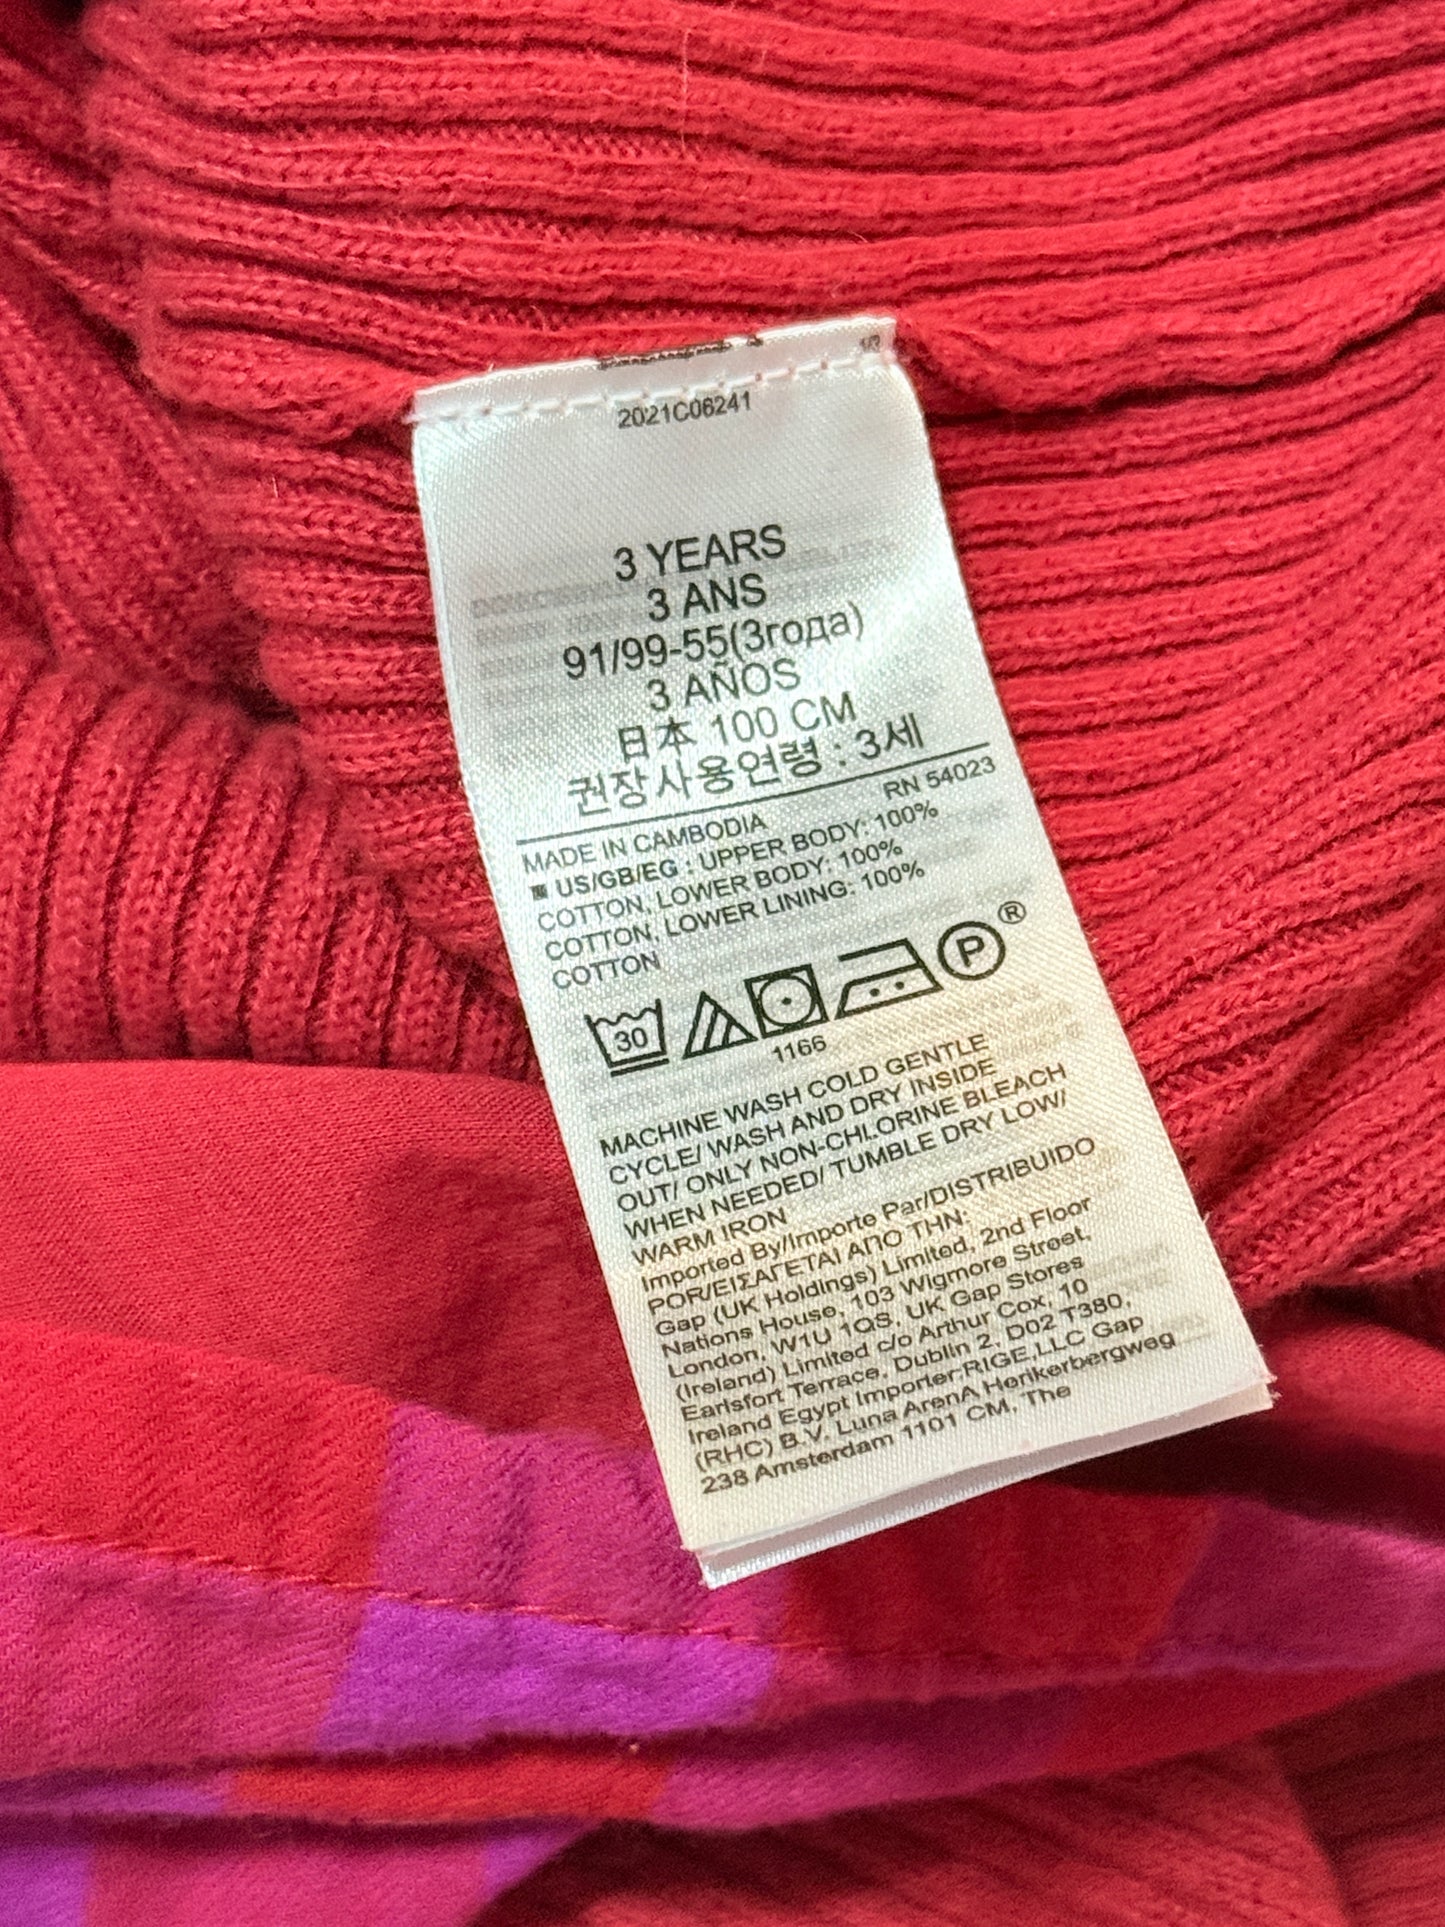 2021C06241
3 YEARS
3 ANS
91/99-55(3года)
3 AÑOS
日本 100 CM
권장사용연령 : 3세
RN 54023
MADE IN CAMBODIA
US/GB/EG : UPPER BODY: 100%
COTTON, LOWER BODY: 100%
COTTON, LOWER LINING: 100%
COTTON
30
P
®
1166
MACHINE WASH COLD GENTLE
CYCLE/ WASH AND DRY INSIDE
OUT/ ONLY NON-CHLORINE BLEACH
WHEN NEEDED/ TUMBLE DRY LOW/
WARM IRON
Imported By/Importe Par/DISTRIBUIDO
POR/ΕΙΣΑΓΕΤΑΙ ΑΠΟ ΤΗΝ:
Gap (UK Holdings) Limited, 2nd Floor
Nations House, 103 Wigmore Street,
London, W1U 1QS, UK Gap Stores
(Ireland) Limited c/o Arthur Cox, 10
Earlsfort Terrace, Dublin 2, D02 T380,
Ireland Egypt Importer:RIGE,LLC Gap
(RHC) B.V. Luna ArenA Herikerbergweg
238 Amsterdam 1101 CM, The